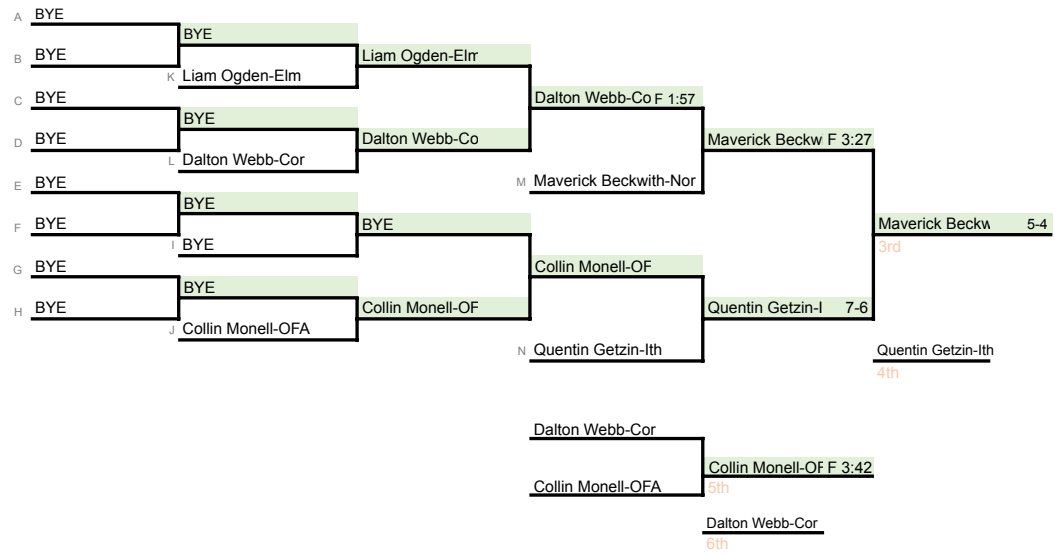 A BYE
BYE
B BYE
Liam Ogden-Elm
K Liam Ogden-Elm
C BYE
Dalton Webb-Co F 1:57
BYE
D BYE
Dalton Webb-Co
Maverick Beckw F 3:27
L Dalton Webb-Cor
E BYE
M Maverick Beckwith-Nor
BYE
F BYE
BYE
Maverick Beckw 5-4
I BYE
3rd
G BYE
Collin Monell-OF
BYE
H BYE
Collin Monell-OF
Quentin Getzin-I 7-6
J Collin Monell-OFA
N Quentin Getzin-Ith
Quentin Getzin-Ith
4th
Dalton Webb-Cor
Collin Monell-OF F 3:42
Collin Monell-OFA
5th
Dalton Webb-Cor
6th